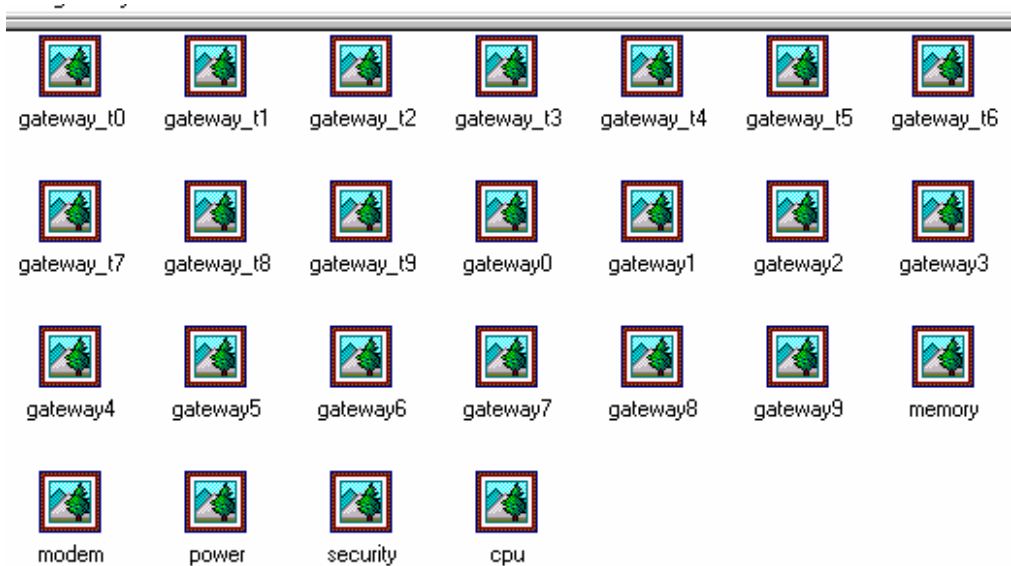 gateway_t0 gateway_t1 gateway_t2 gateway_t3 gateway_t4 gateway_t5 gateway_t6
gateway_t7 gateway_t8 gateway_t9 gateway0 gateway1 gateway2 gateway3
gateway4 gateway5 gateway6 gateway7 gateway8 gateway9 memory
modem power security cpu